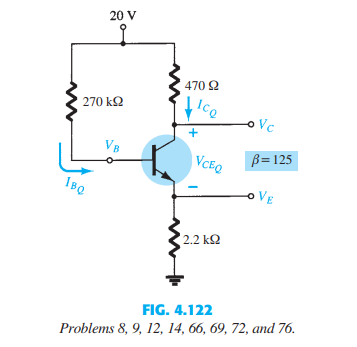 20 V
470 Ω
270 kΩ
I_CQ
V_C
+
V_B
V_CEQ
β = 125
I_BQ
–
V_E
2.2 kΩ
FIG. 4.122
Problems 8, 9, 12, 14, 66, 69, 72, and 76.